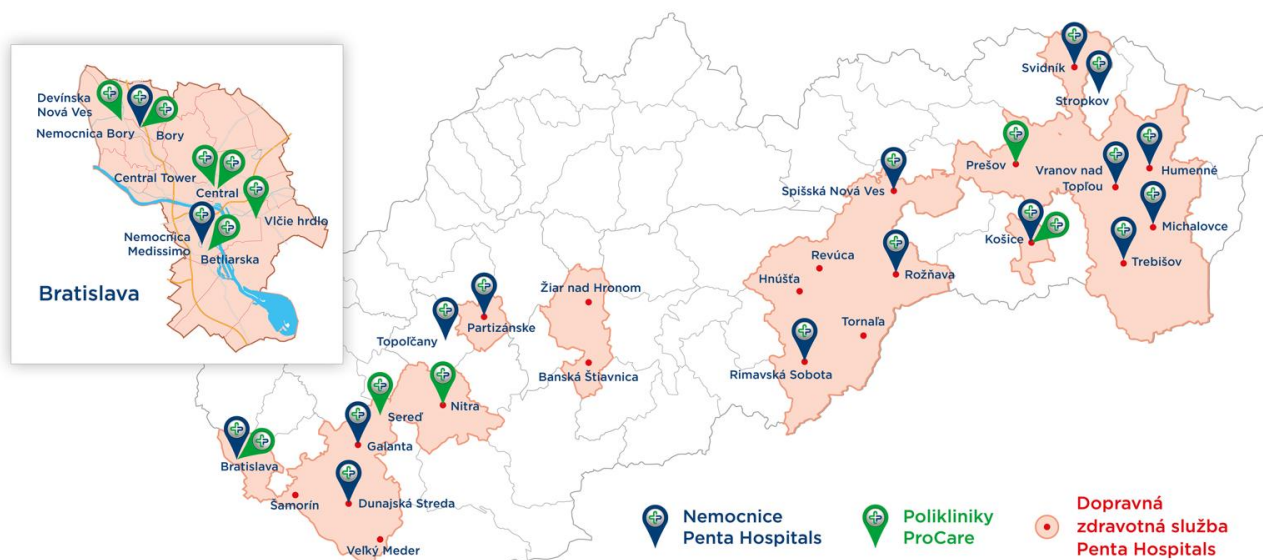 Devínska
Nová Ves
Nemocnica Bory
Bory
Central Tower
Central
Vlčie hrdlo
Nemocnica
Medissimo
Betliarska
Bratislava
Svidník
Stropkov
Prešov
Vranov nad
Topľou
Humenné
Spišská Nová Ves
Košice
Michalovce
Trebišov
Revúca
Rožňava
Hnúšťa
Tornaľa
Rimavská Sobota
Žiar nad Hronom
Banská Štiavnica
Partizánske
Topoľčany
Sereď
Nitra
Galanta
Bratislava
Šamorín
Dunajská Streda
Veľký Meder
Nemocnice
Penta Hospitals
Polikliniky
ProCare
Dopravná
zdravotná služba
Penta Hospitals